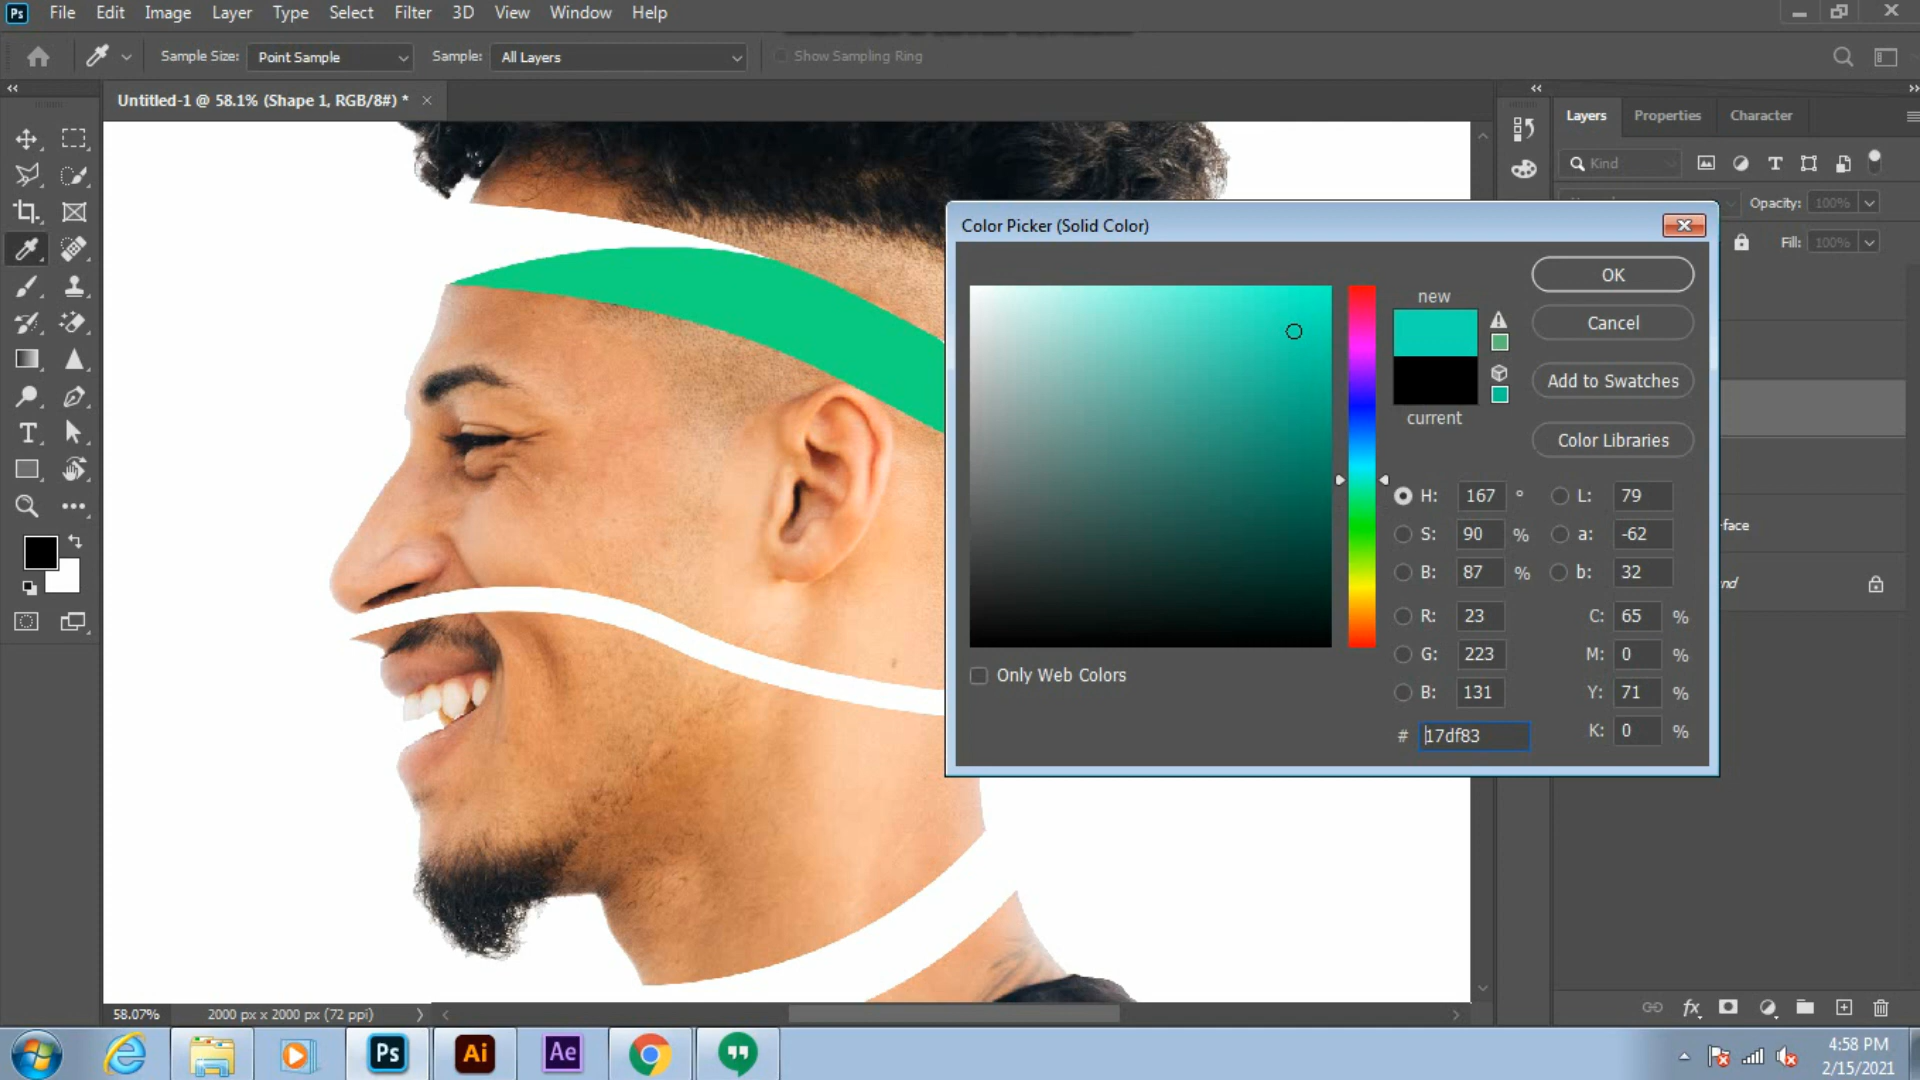 Ps File Edit Image Layer Type Select Filter 3D View Window Help
Sample Size: Point Sample Sample: All Layers Show Sampling Ring
Untitled-1 @ 58.1% (Shape 1, RGB/8#) *
Layers Properties Character
Kind
Opacity: 100%
Fill: 100%
Color Picker (Solid Color)
new
current
OK
Cancel
Add to Swatches
Color Libraries
H: 167 ° L: 79
S: 90 % a: -62
B: 87 % b: 32
R: 23 C: 65 %
G: 223 M: 0 %
B: 131 Y: 71 %
# 17df83 K: 0 %
Only Web Colors
rface
nd
T
fx
58.07% 2000 px x 2000 px (72 ppi)
Ps Ai Ae
4:58 PM
2/15/2021